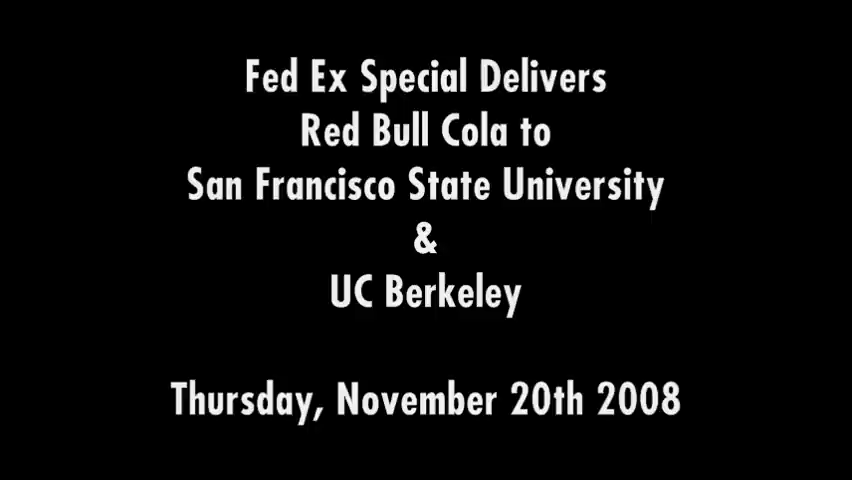 Fed Ex Special Delivers
Red Bull Cola to
San Francisco State University
&
UC Berkeley
Thursday, November 20th 2008